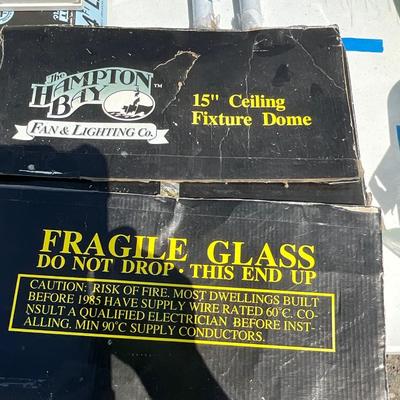 The
HAMPTON
BAY™
FAN & LIGHTING CO.
15" Ceiling
Fixture Dome
FRAGILE GLASS
DO NOT DROP • THIS END UP
CAUTION: RISK OF FIRE. MOST DWELLINGS BUILT
BEFORE 1985 HAVE SUPPLY WIRE RATED 60°C. CO-
NSULT A QUALIFIED ELECTRICIAN BEFORE INST-
ALLING. MIN 90°C SUPPLY CONDUCTORS.